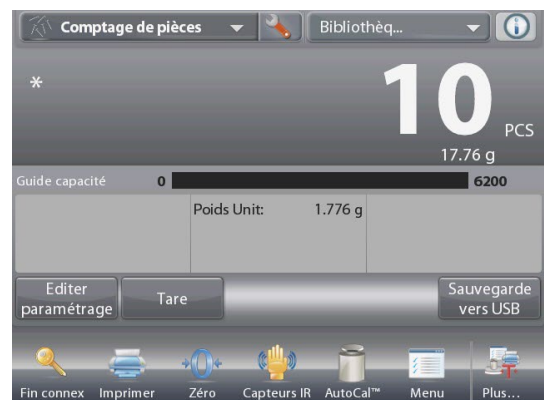 Comptage de pièces Bibliothèq...
*
10 PCS
17.76 g
Guide capacité 0 6200
Poids Unit: 1.776 g
Editer paramétrage
Tare
Sauvegarde vers USB
Fin connex Imprimer Zéro Capteurs IR AutoCal™ Menu Plus...